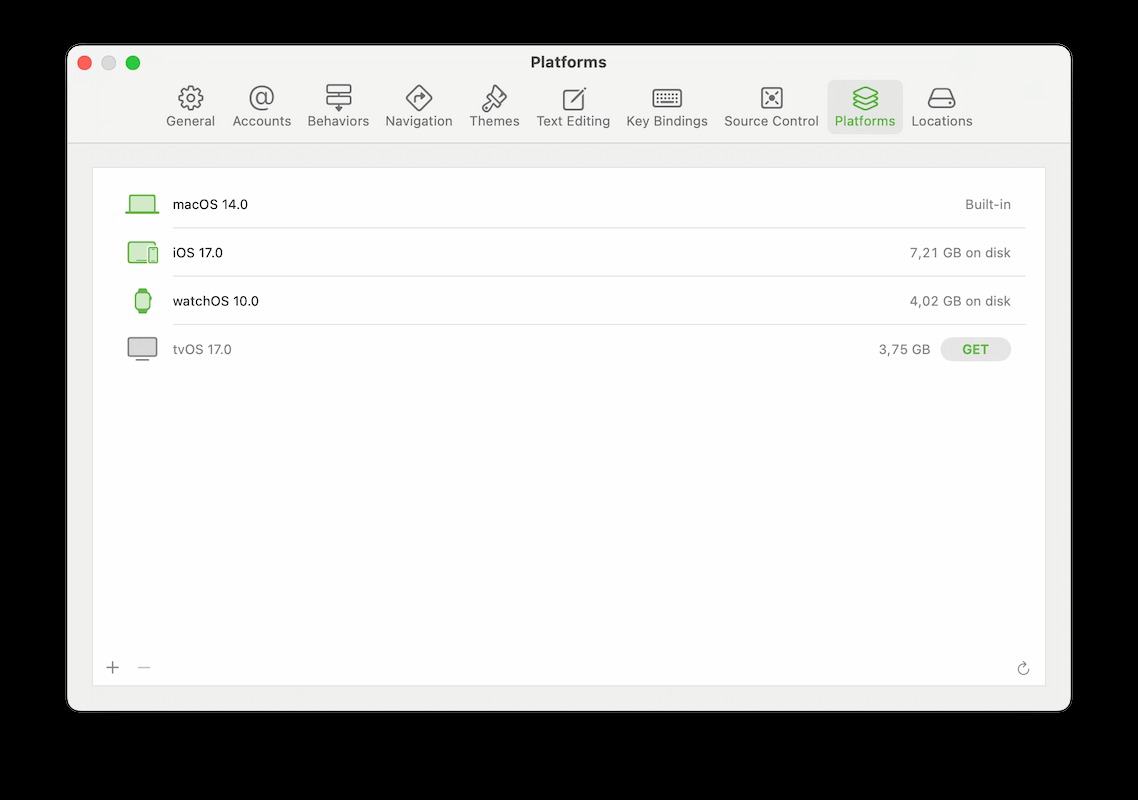 Platforms
General Accounts Behaviors Navigation Themes Text Editing Key Bindings Source Control Platforms Locations
macOS 14.0 Built-in
iOS 17.0 7,21 GB on disk
watchOS 10.0 4,02 GB on disk
tvOS 17.0 3,75 GB GET